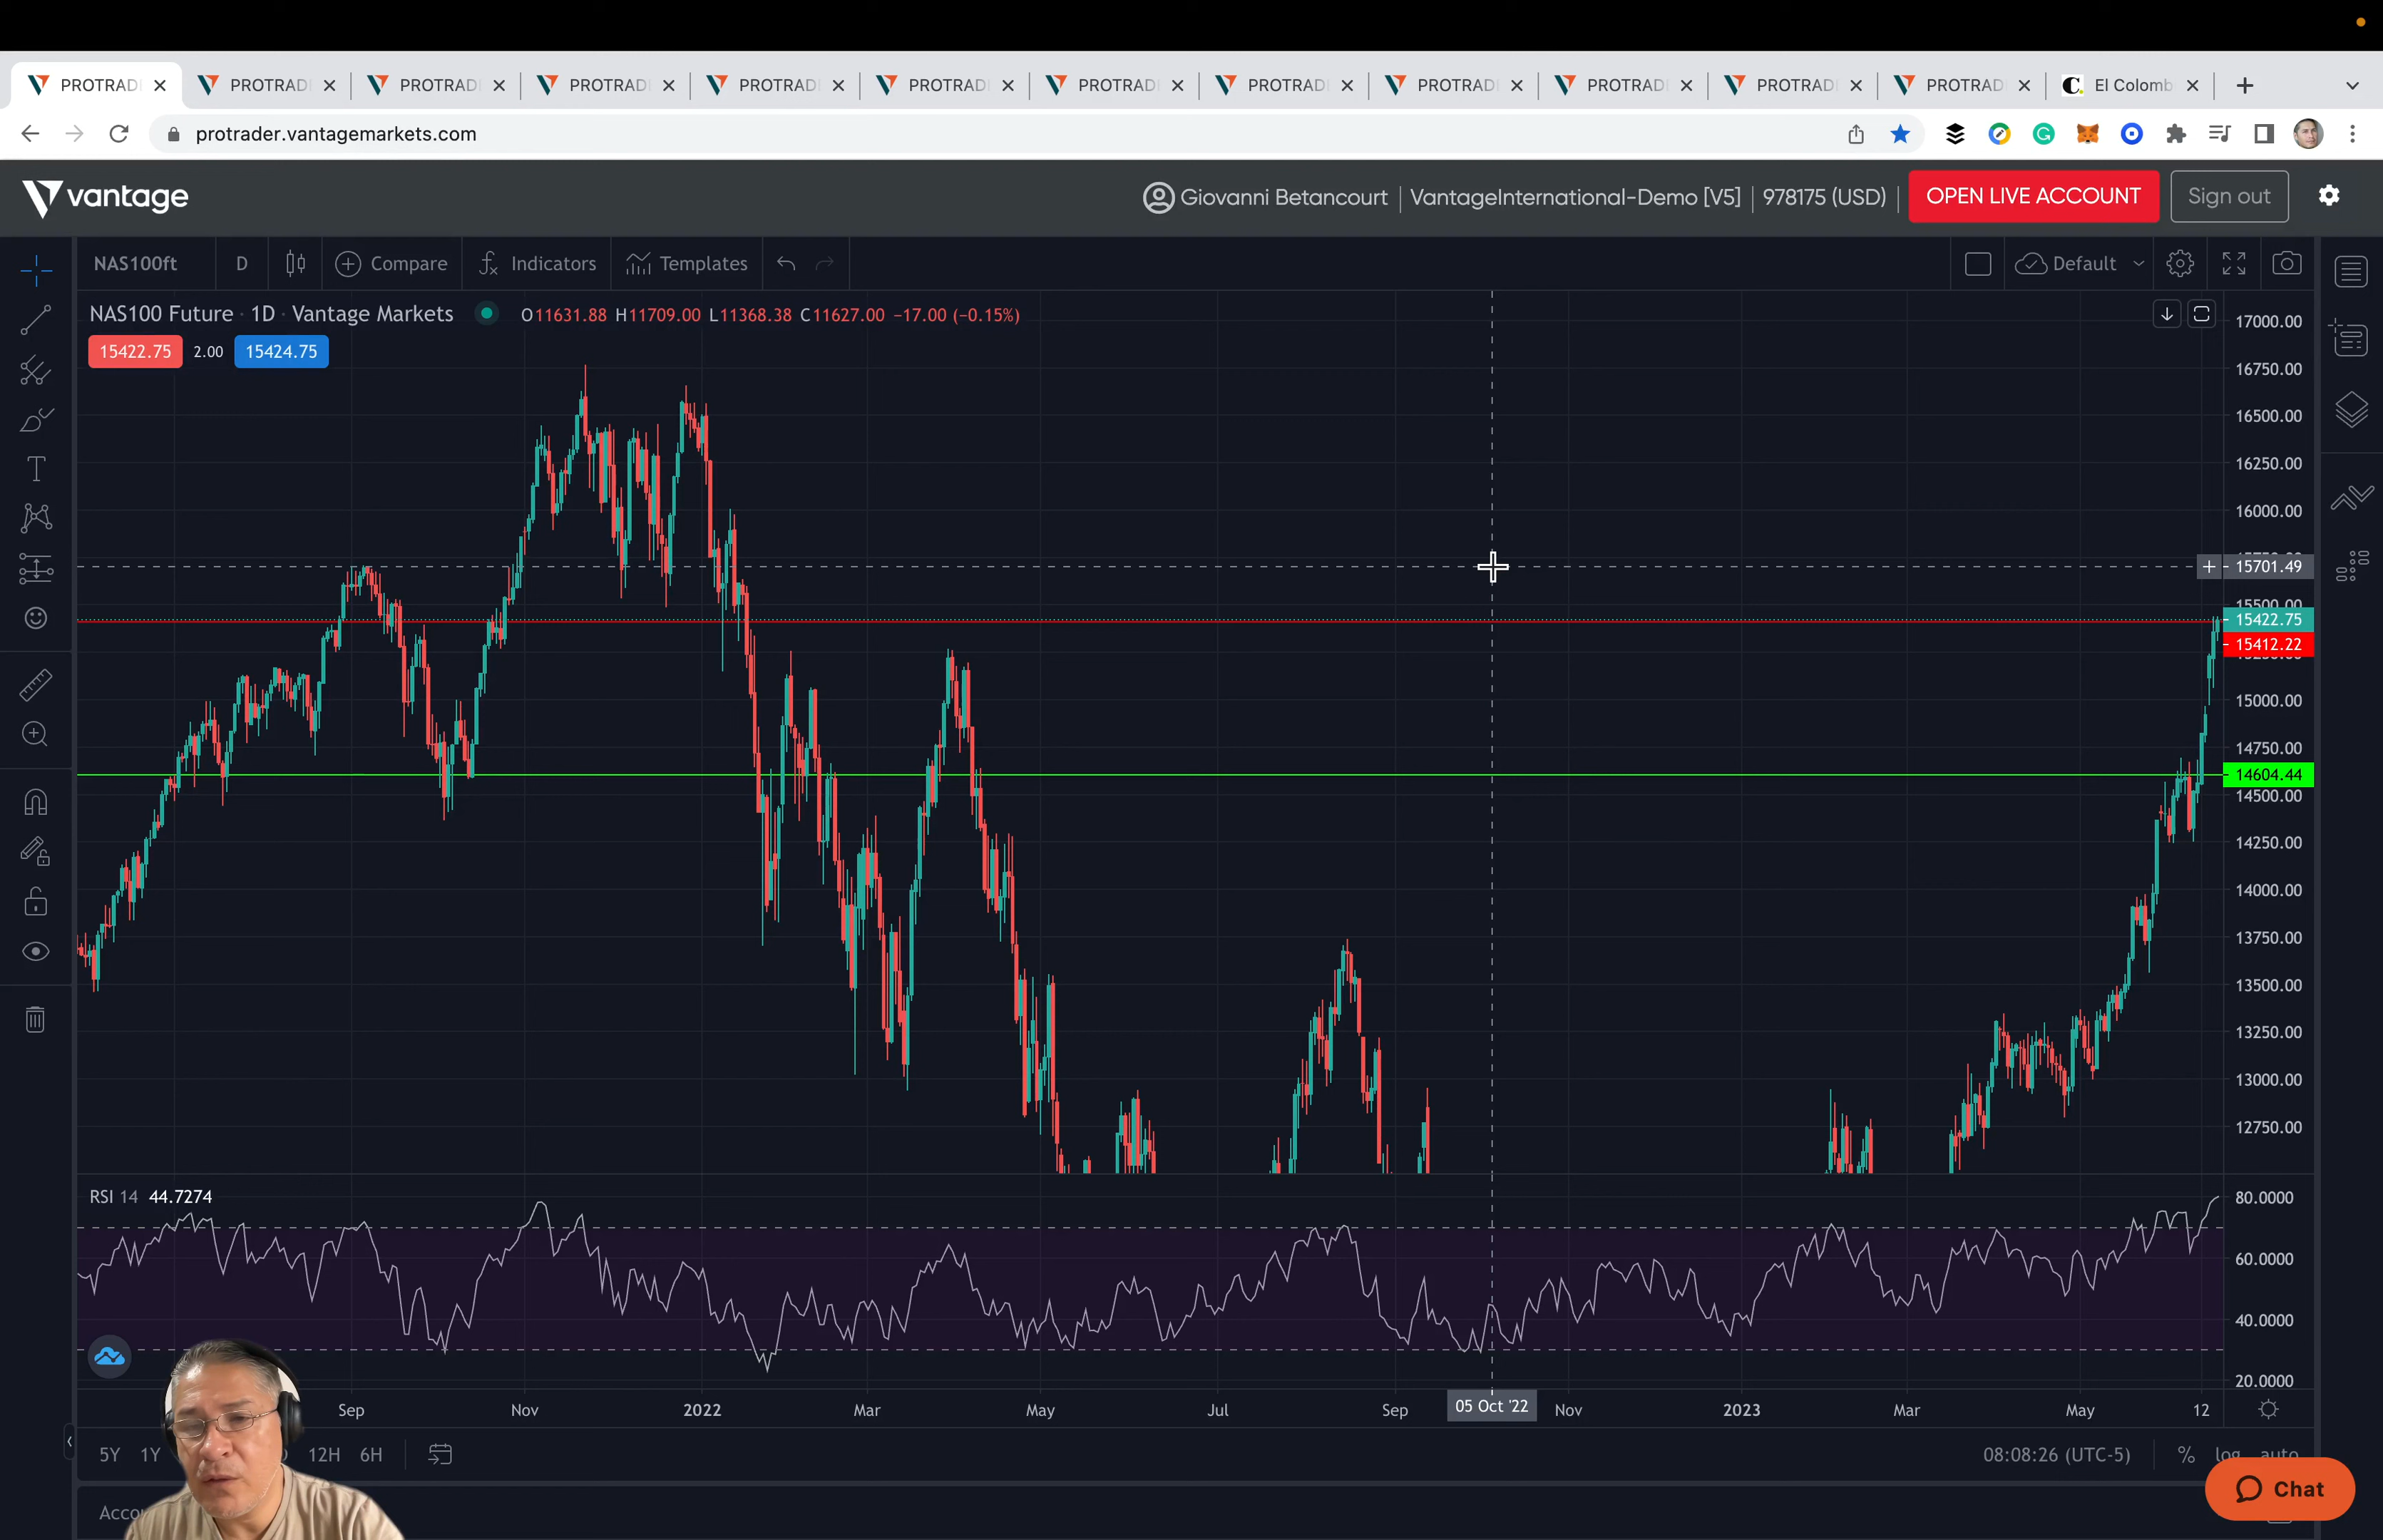 PROTRAD PROTRAD PROTRAD PROTRAD PROTRAD PROTRAD PROTRAD PROTRAD PROTRAD PROTRAD PROTRAD PROTRAD El Colomb
protrader.vantagemarkets.com
vantage Giovanni Betancourt VantageInternational-Demo [V5] 978175 (USD) OPEN LIVE ACCOUNT Sign out
NAS100ft D Compare Indicators Templates Default
NAS100 Future · 1D · Vantage Markets O11631.88 H11709.00 L11368.38 C11627.00 −17.00 (−0.15%)
15422.75 2.00 15424.75
17000.00
16750.00
16500.00
16250.00
16000.00
15701.49
15500.00
15422.75
15412.22
15000.00
14750.00
14604.44
14500.00
14250.00
14000.00
13750.00
13500.00
13250.00
13000.00
12750.00
RSI 14 44.7274
80.0000
60.0000
40.0000
20.0000
Sep Nov 2022 Mar May Jul Sep 05 Oct '22 Nov 2023 Mar May 12
5Y 1Y 12H 6H 08:08:26 (UTC-5) % log auto
Chat
Acco